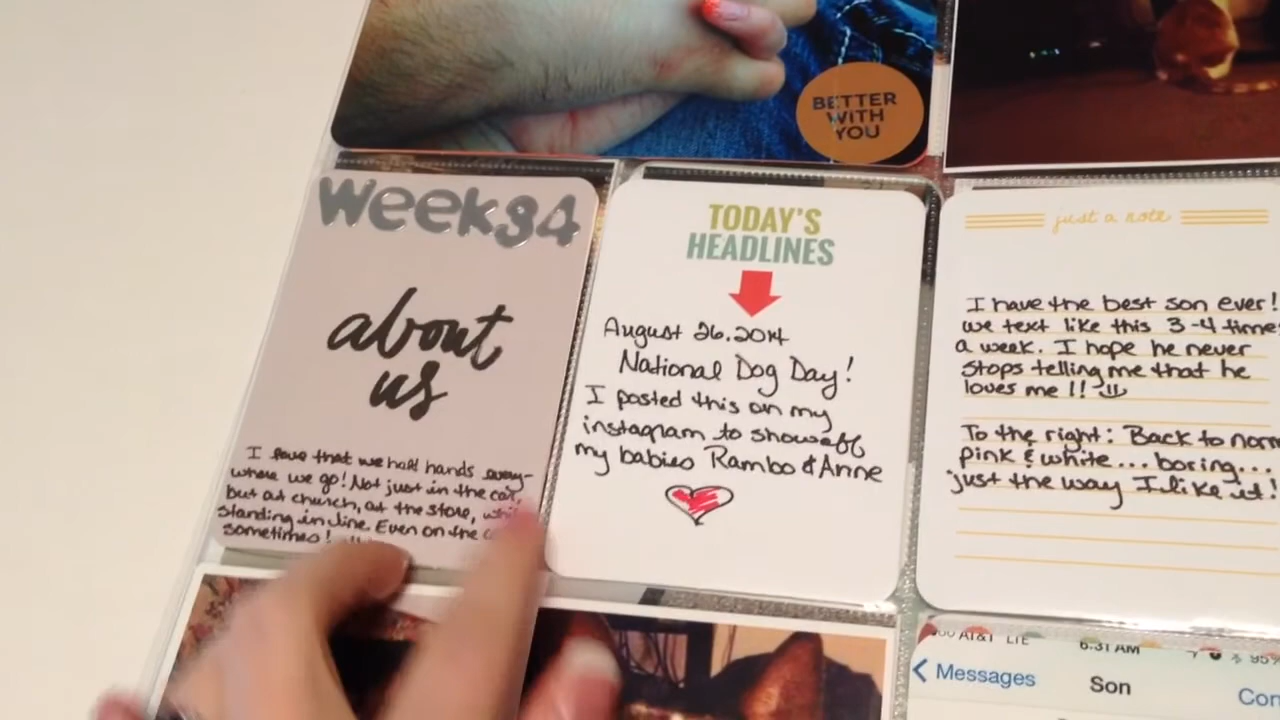 BETTER
WITH
YOU
Week 34
about
us
I love that we hold hands every-
where we go! Not just in the car,
but at church, at the store,
standing in line. Even on the
sometimes!
TODAY'S
HEADLINES
August 26.2014
National Dog Day!
I posted this on my
instagram to showoff
my babies Rambo & Anne
just a note
I have the best son ever!
we text like this 3-4 time
a week. I hope he never
stops telling me that he
loves me!!
To the right: Back to norm
pink & white... boring...
just the way I like it!
AT&T LTE
6:31 AM
95%
Messages
Son
Con